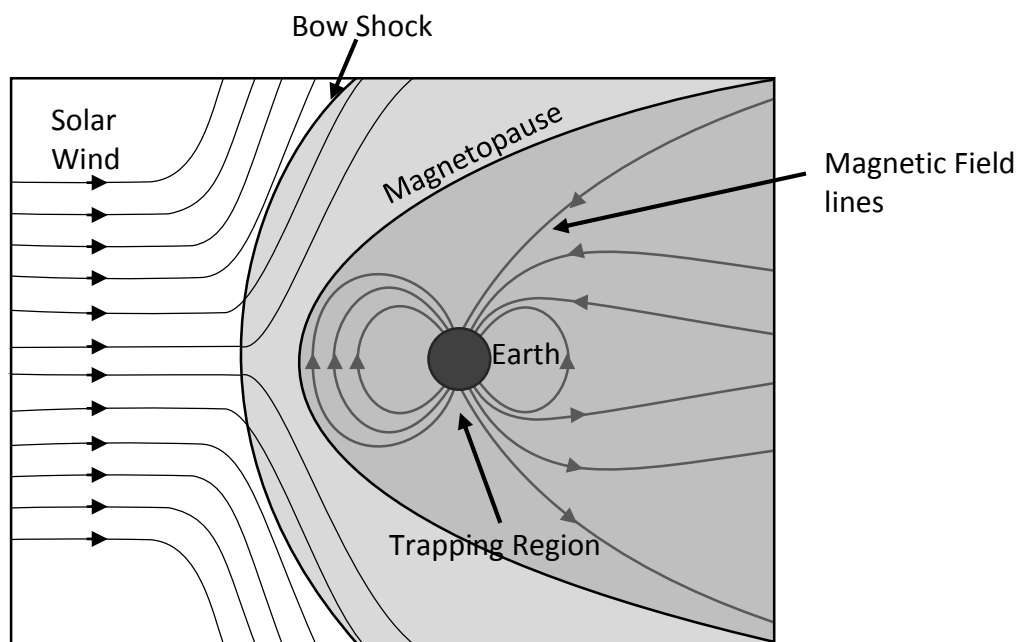 Bow Shock
Solar
Wind
Magnetopause
Magnetic Field
lines
Earth
Trapping Region